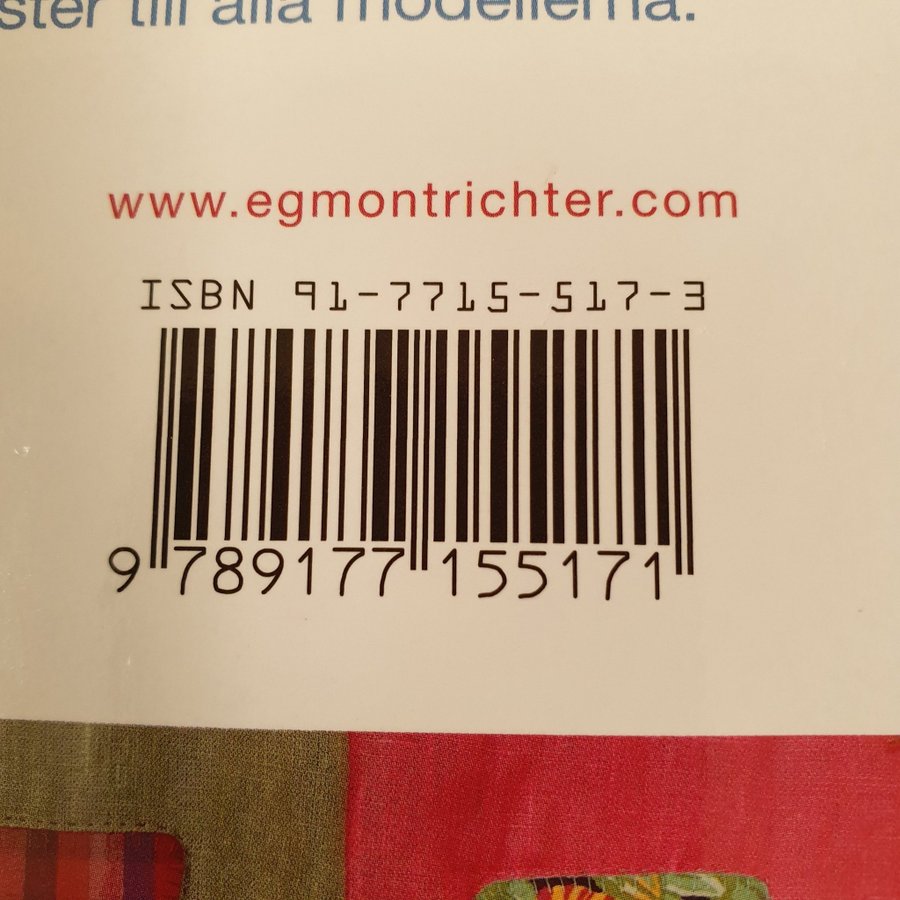 ster till alla modellerna.
www.egmontrichter.com
ISBN 91-7715-517-3
9 789177 155171